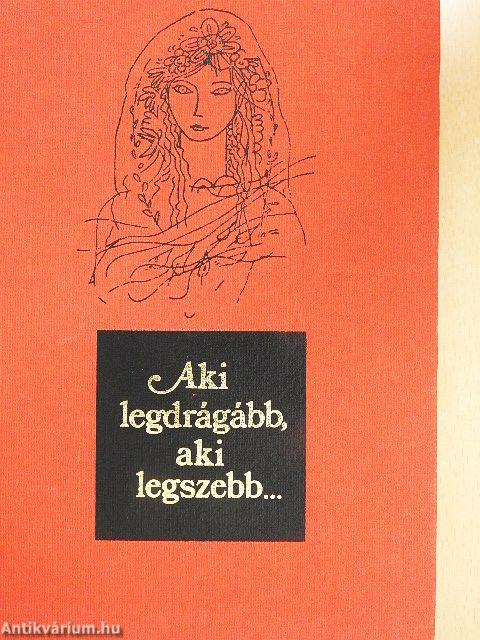 Aki
legdrágább,
aki
legszebb...
Antikvárium.hu